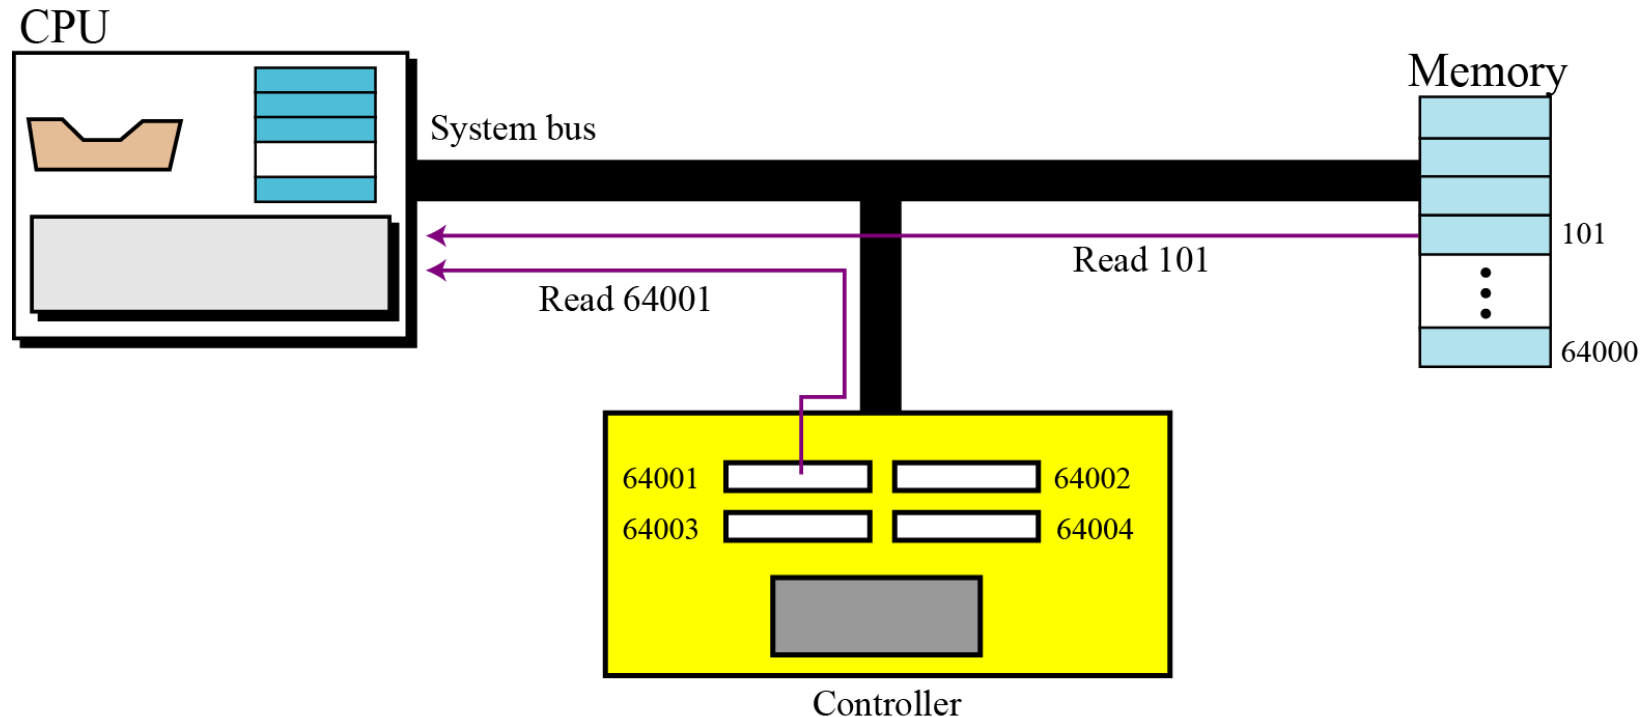 CPU
Memory
System bus
101
Read 101
Read 64001
64000
64001
64002
64003
64004
Controller